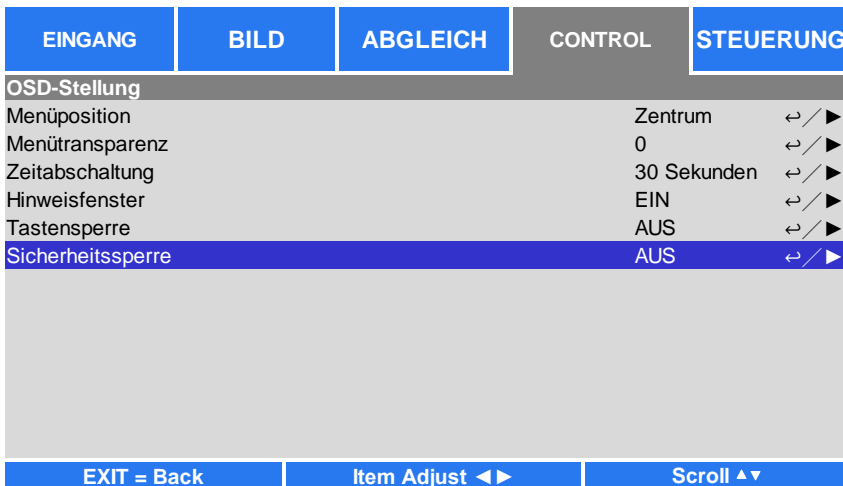 EINGANG BILD ABGLEICH CONTROL STEUERUNG
OSD-Stellung
Menüposition Zentrum ↩/►
Menütransparenz 0 ↩/►
Zeitabschaltung 30 Sekunden ↩/►
Hinweisfenster EIN ↩/►
Tastensperre AUS ↩/►
Sicherheitssperre AUS ↩/►
EXIT = Back Item Adjust ◄► Scroll ▲▼